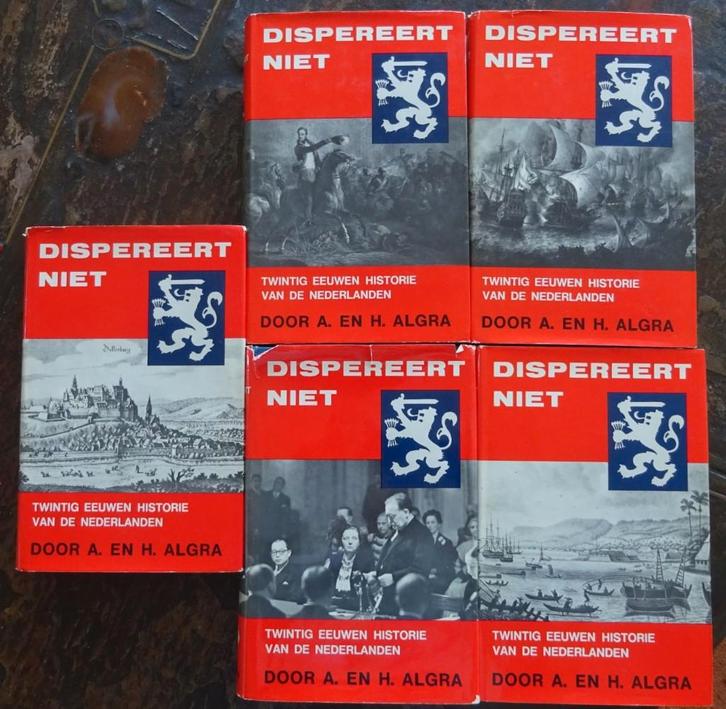 DISPEREERT
NIET
TWINTIG EEUWEN HISTORIE
VAN DE NEDERLANDEN
DOOR A. EN H. ALGRA
DISPEREERT
NIET
TWINTIG EEUWEN HISTORIE
VAN DE NEDERLANDEN
DOOR A. EN H. ALGRA
DISPEREERT
NIET
Dillenburg
TWINTIG EEUWEN HISTORIE
VAN DE NEDERLANDEN
DOOR A. EN H. ALGRA
DISPEREERT
NIET
TWINTIG EEUWEN HISTORIE
VAN DE NEDERLANDEN
DOOR A. EN H. ALGRA
DISPEREERT
NIET
TWINTIG EEUWEN HISTORIE
VAN DE NEDERLANDEN
DOOR A. EN H. ALGRA